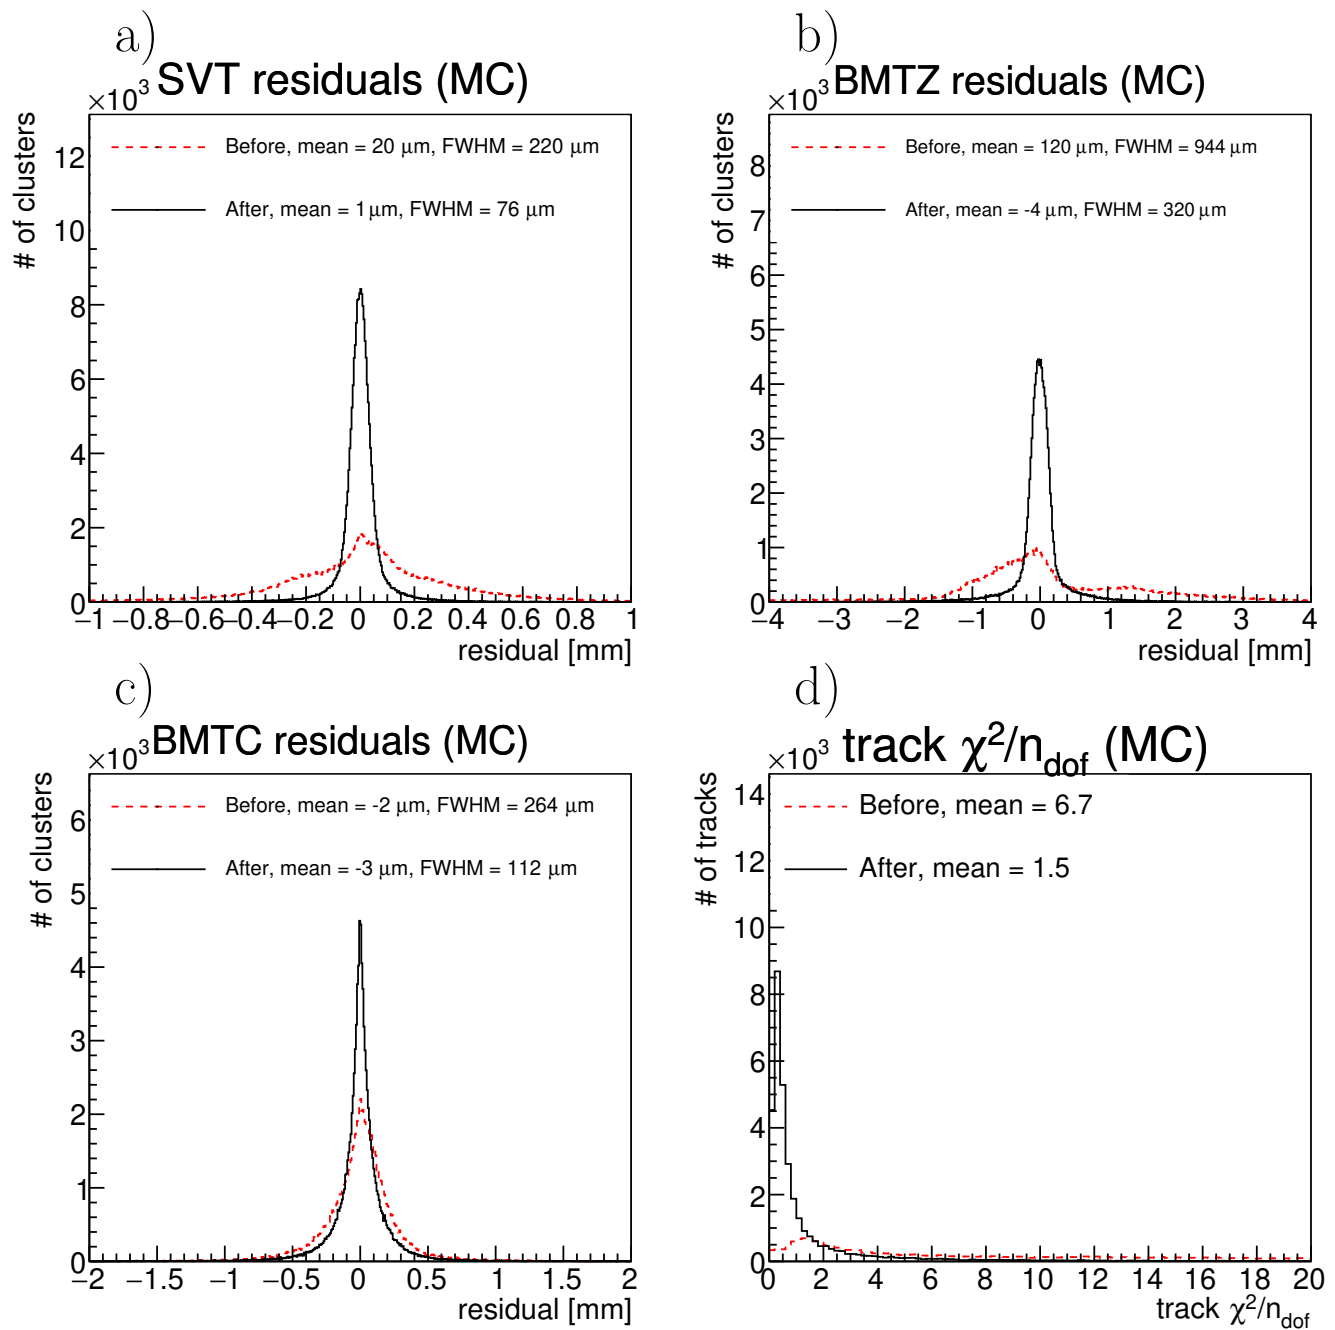 a)
SVT residuals (MC)
×10³
# of clusters
Before, mean = 20 μm, FWHM = 220 μm
After, mean = 1 μm, FWHM = 76 μm
12
10
8
6
4
2
0
−1 −0.8−0.6−0.4−0.2 0 0.2 0.4 0.6 0.8 1
residual [mm]
b)
BMTZ residuals (MC)
×10³
# of clusters
Before, mean = 120 μm, FWHM = 944 μm
After, mean = -4 μm, FWHM = 320 μm
8
7
6
5
4
3
2
1
0
−4 −3 −2 −1 0 1 2 3 4
residual [mm]
c)
BMTC residuals (MC)
×10³
# of clusters
Before, mean = -2 μm, FWHM = 264 μm
After, mean = -3 μm, FWHM = 112 μm
6
5
4
3
2
1
0
−2 −1.5 −1 −0.5 0 0.5 1 1.5 2
residual [mm]
d)
track χ²/n_dof (MC)
×10³
# of tracks
Before, mean = 6.7
After, mean = 1.5
14
12
10
8
6
4
2
0
0 2 4 6 8 10 12 14 16 18 20
track χ²/n_dof